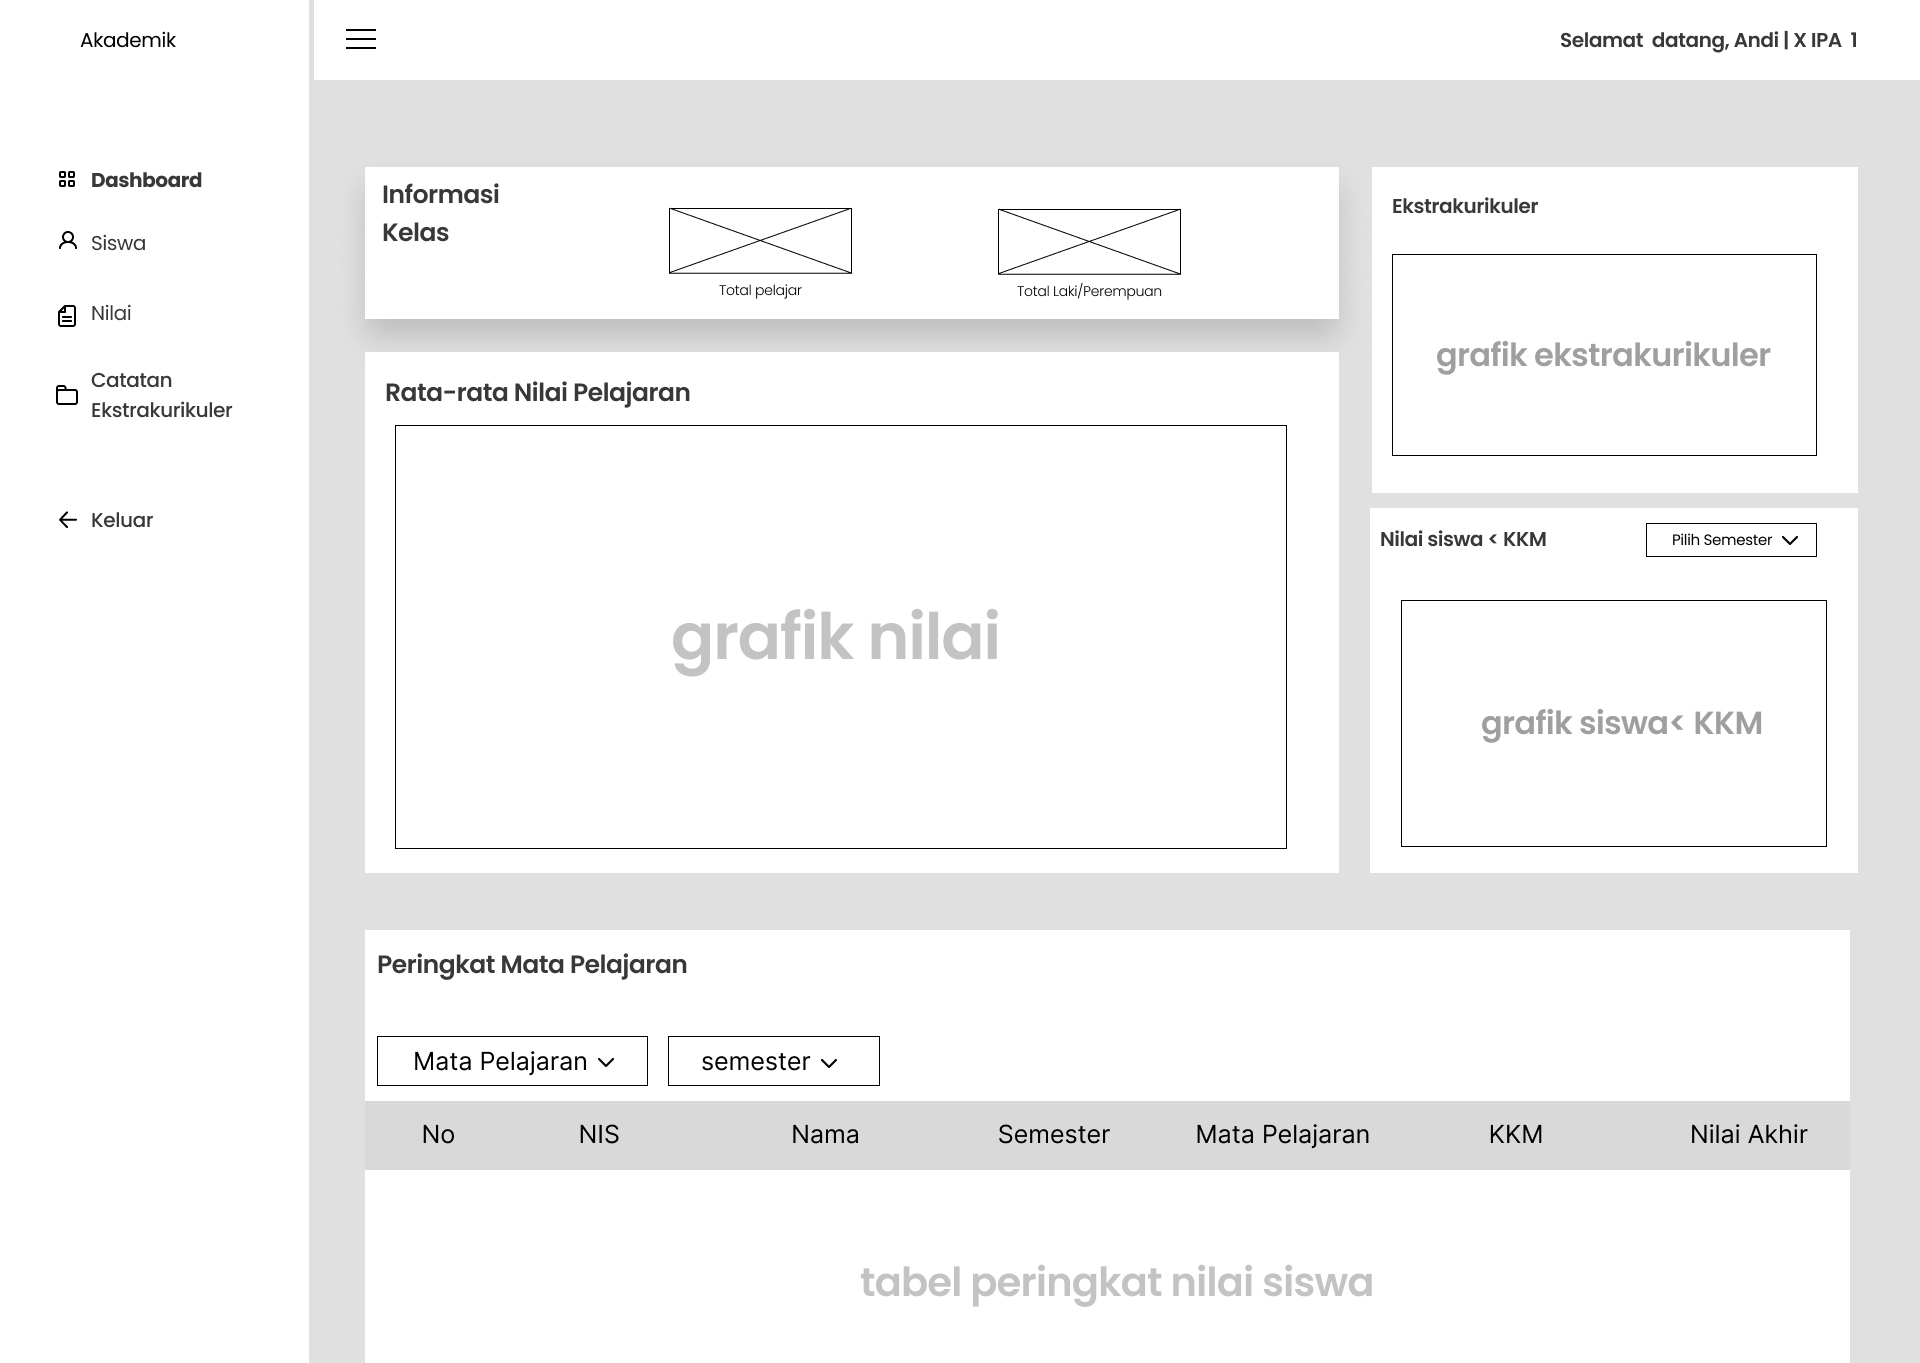 Akademik
Selamat datang, Andi | X IPA 1
Dashboard
Siswa
Nilai
Catatan
Ekstrakurikuler
Keluar
Informasi
Kelas
Total pelajar
Total Laki/Perempuan
Ekstrakurikuler
grafik ekstrakurikuler
Rata-rata Nilai Pelajaran
grafik nilai
Nilai siswa < KKM
Pilih Semester
grafik siswa< KKM
Peringkat Mata Pelajaran
Mata Pelajaran
semester
No NIS Nama Semester Mata Pelajaran KKM Nilai Akhir
tabel peringkat nilai siswa